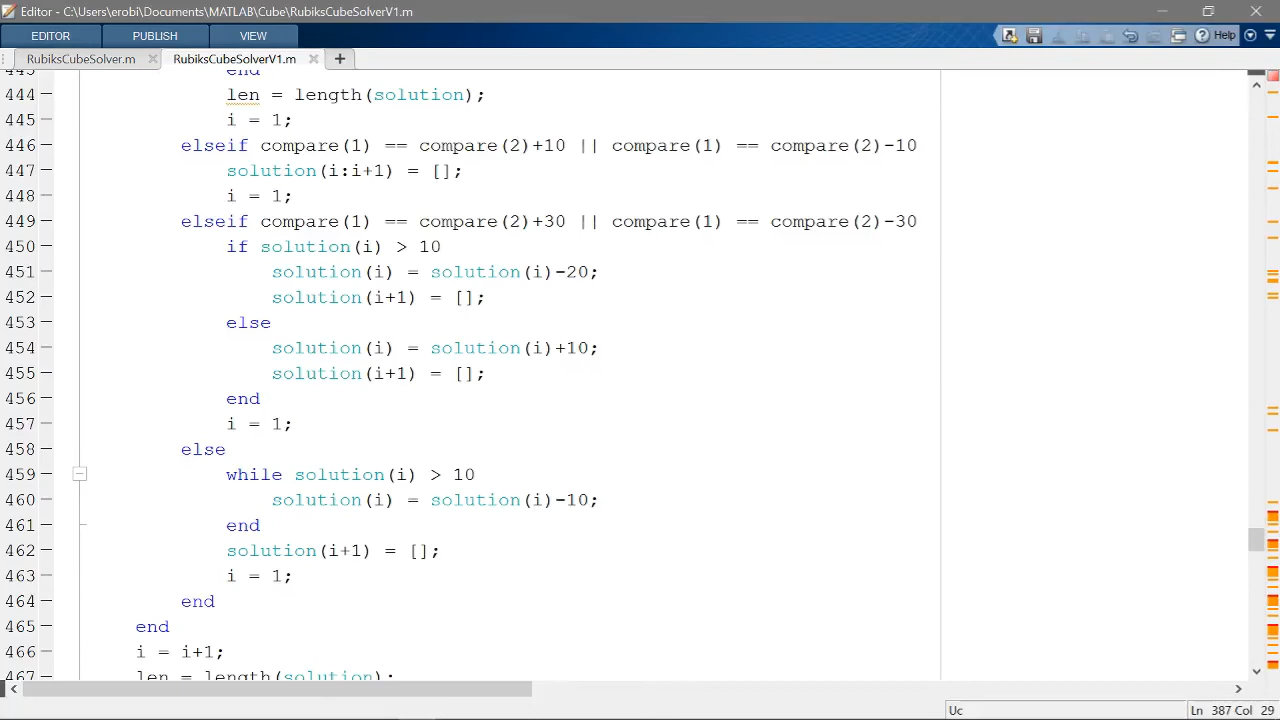 Editor - C:\Users\erobi\Documents\MATLAB\Cube\RubiksCubeSolverV1.m
EDITOR PUBLISH VIEW Help
RubiksCubeSolver.m RubiksCubeSolverV1.m
445 end
444 len = length(solution);
445 i = 1;
446 elseif compare(1) == compare(2)+10 || compare(1) == compare(2)-10
447 solution(i:i+1) = [];
448 i = 1;
449 elseif compare(1) == compare(2)+30 || compare(1) == compare(2)-30
450 if solution(i) > 10
451 solution(i) = solution(i)-20;
452 solution(i+1) = [];
453 else
454 solution(i) = solution(i)+10;
455 solution(i+1) = [];
456 end
457 i = 1;
458 else
459 while solution(i) > 10
460 solution(i) = solution(i)-10;
461 end
462 solution(i+1) = [];
463 i = 1;
464 end
465 end
466 i = i+1;
467 len = length(solution);
Uc Ln 387 Col 29